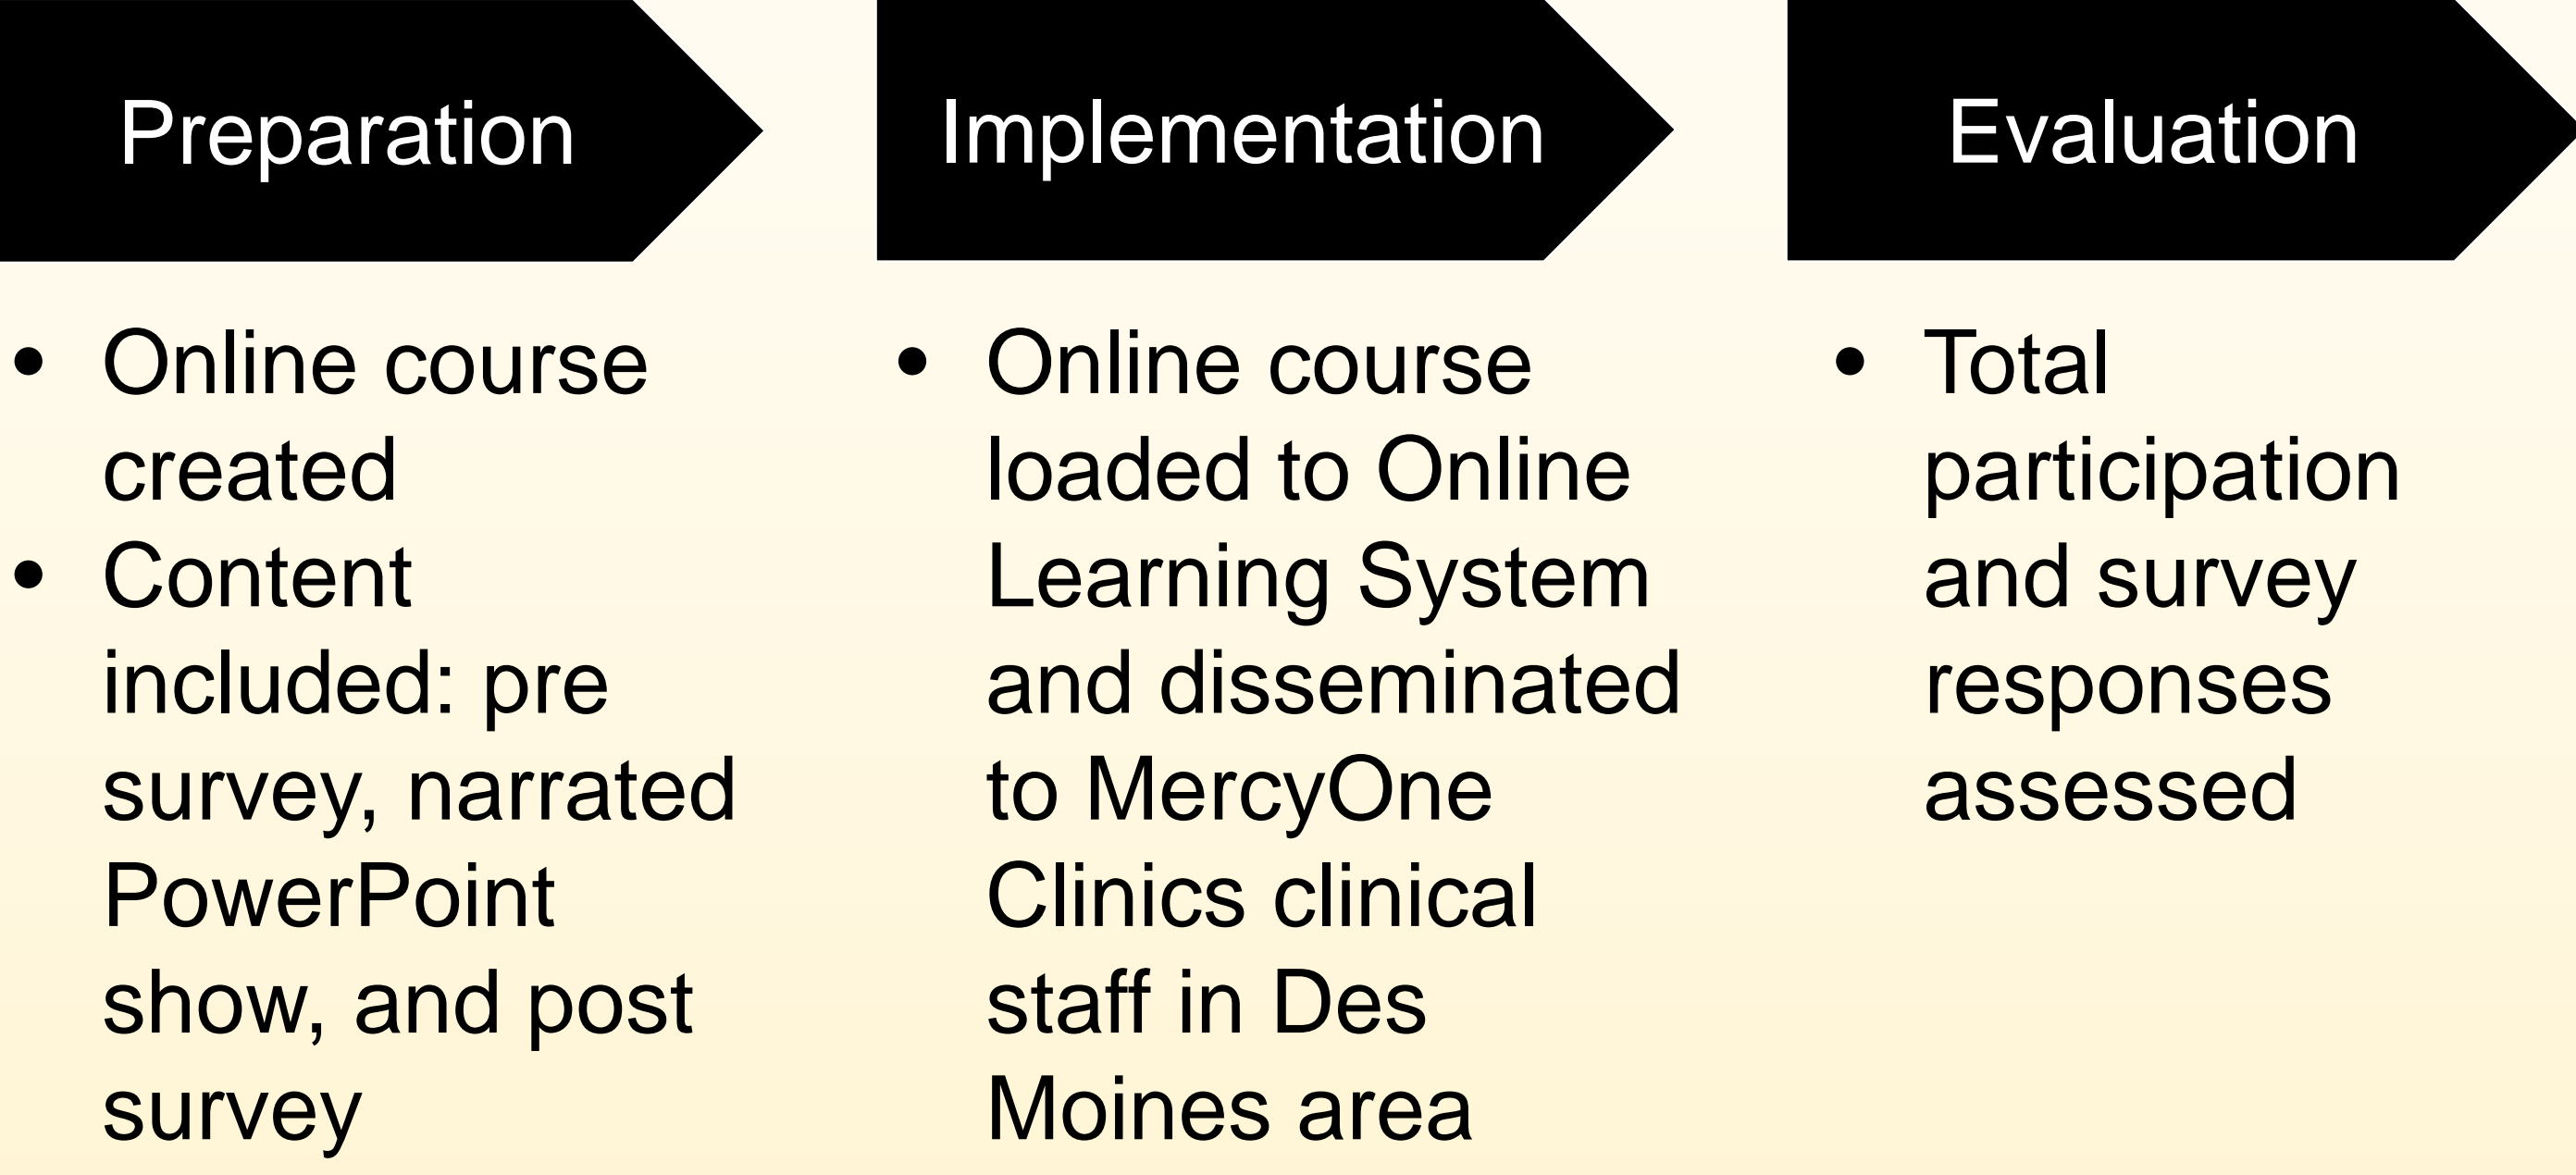 Preparation
• Online course
created
• Content
included: pre
survey, narrated
PowerPoint
show, and post
survey
Implementation
• Online course
loaded to Online
Learning System
and disseminated
to MercyOne
Clinics clinical
staff in Des
Moines area
Evaluation
• Total
participation
and survey
responses
assessed